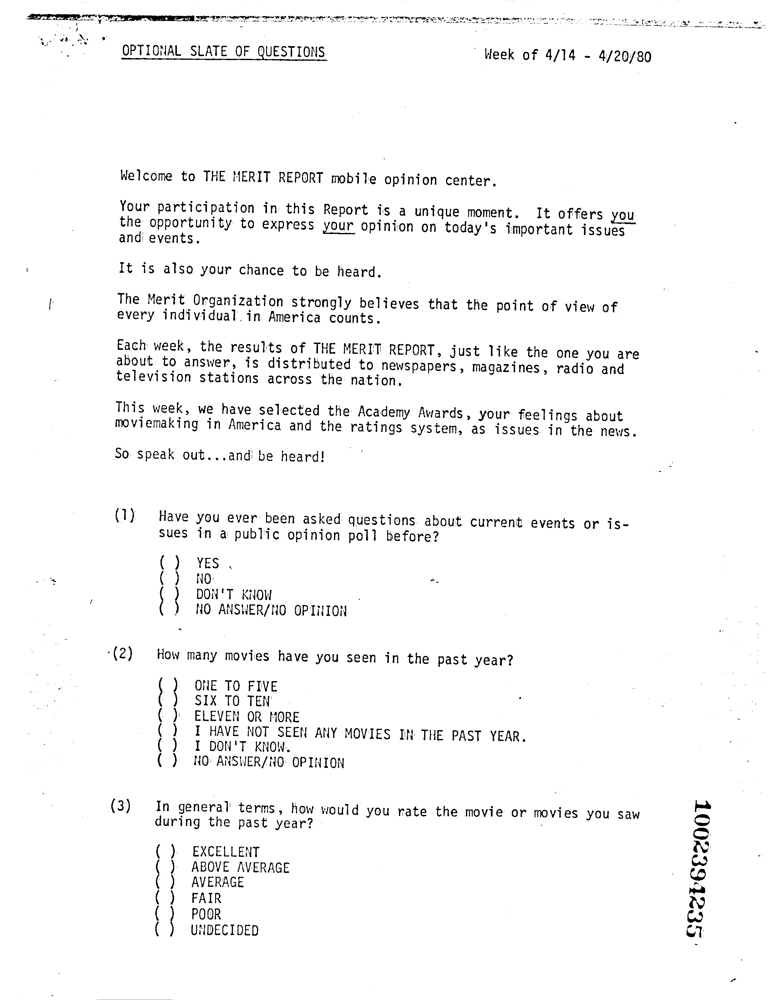 OPTIONAL SLATE OF QUESTIONS
Week of 4/14 - 4/20/80
Welcome to THE MERIT REPORT mobile opinion center.
Your participation in this Report is a unique moment. It offers you
the opportunity to express your opinion on today's important issues
and events.
It is also your chance to be heard.
The Merit Organization strongly believes that the point of view of
every individual in America counts.
Each week, the results of THE MERIT REPORT, just like the one you are
about to answer, is distributed to newspapers, magazines, radio and
television stations across the nation.
This week, we have selected the Academy Awards, your feelings about
moviemaking in America and the ratings system, as issues in the news.
So speak out...and be heard!
(1) Have you ever been asked questions about current events or is-
sues in a public opinion poll before?
( ) YES
( ) NO
( ) DON'T KNOW
( ) NO ANSWER/NO OPINION
(2) How many movies have you seen in the past year?
( ) ONE TO FIVE
( ) SIX TO TEN
( ) ELEVEN OR MORE
( ) I HAVE NOT SEEN ANY MOVIES IN THE PAST YEAR.
( ) I DON'T KNOW.
( ) NO ANSWER/NO OPINION
(3) In general terms, how would you rate the movie or movies you saw
during the past year?
( ) EXCELLENT
( ) ABOVE AVERAGE
( ) AVERAGE
( ) FAIR
( ) POOR
( ) UNDECIDED
1002394235